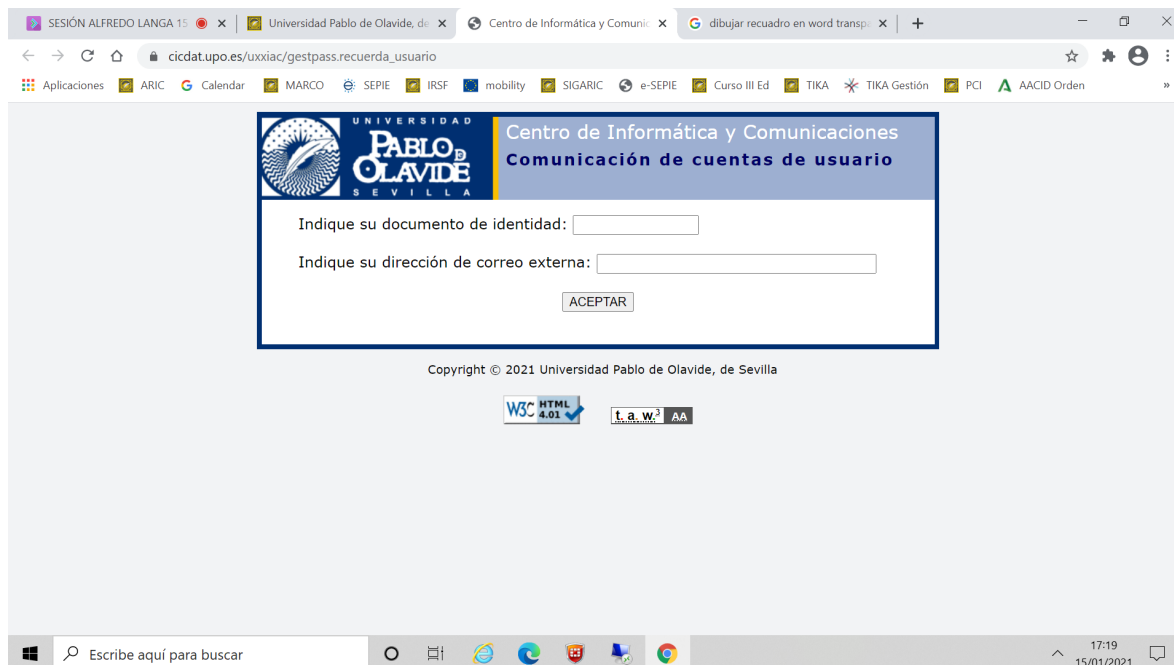 SESIÓN ALFREDO LANGA 15
Universidad Pablo de Olavide, de
Centro de Informática y Comunic
dibujar recuadro en word transpa
cicdat.upo.es/uxxiac/gestpass.recuerda_usuario
Aplicaciones ARIC Calendar MARCO SEPIE IRSF mobility SIGARIC e-SEPIE Curso III Ed TIKA TIKA Gestión PCI AACID Orden »
UNIVERSIDAD
PABLO DE
OLAVIDE
SEVILLA
Centro de Informática y Comunicaciones
Comunicación de cuentas de usuario
Indique su documento de identidad:
Indique su dirección de correo externa:
ACEPTAR
Copyright © 2021 Universidad Pablo de Olavide, de Sevilla
W3C HTML
4.01
t.a.w.3 AA
Escribe aquí para buscar
17:19
15/01/2021